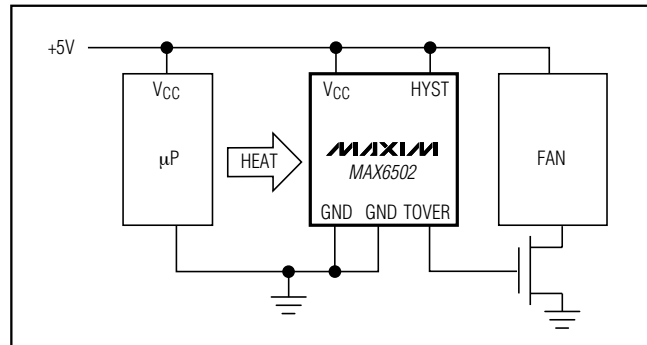 +5V
VCC
μP
HEAT
VCC
HYST
MAXIM
MAX6502
GND
GND
TOVER
FAN